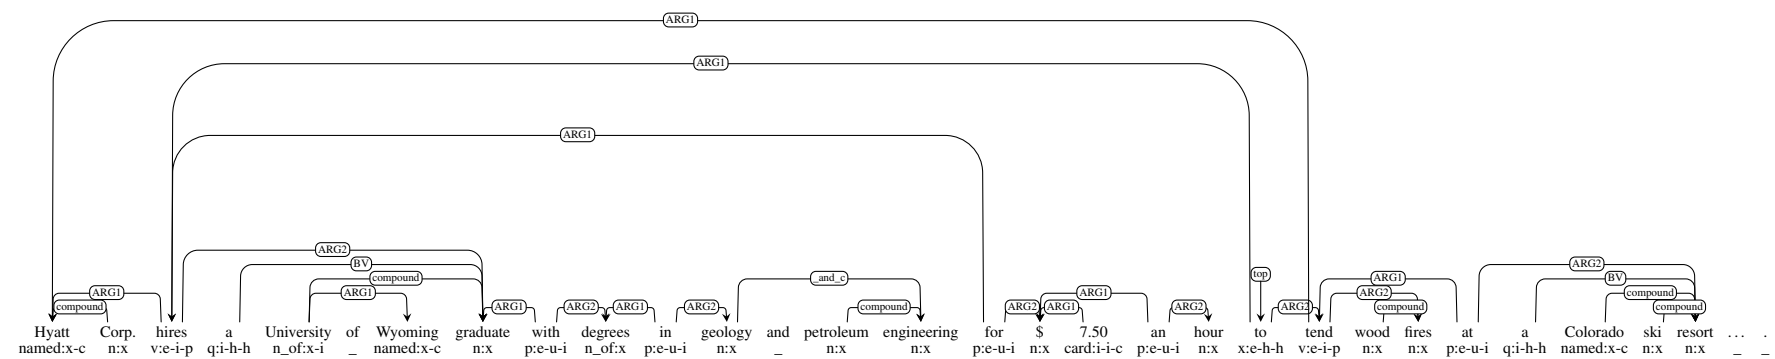 ARG1
ARG1
ARG1
ARG2
BV
compound
ARG1
ARG1
compound
ARG1
ARG2
ARG1
ARG2
_and_c
compound
ARG2
ARG1
ARG1
ARG2
top
ARG2
ARG1
ARG2
compound
ARG2
BV
compound
compound
Hyatt Corp. hires a University of Wyoming graduate with degrees in geology and petroleum engineering for $ 7.50 an hour to tend wood fires at a Colorado ski resort ... .
named:x-c n:x v:e-i-p q:i-h-h n_of:x-i _ named:x-c n:x p:e-u-i n_of:x p:e-u-i n:x _ n:x n:x p:e-u-i n:x card:i-i-c p:e-u-i n:x x:e-h-h v:e-i-p n:x n:x p:e-u-i q:i-h-h named:x-c n:x n:x _ _